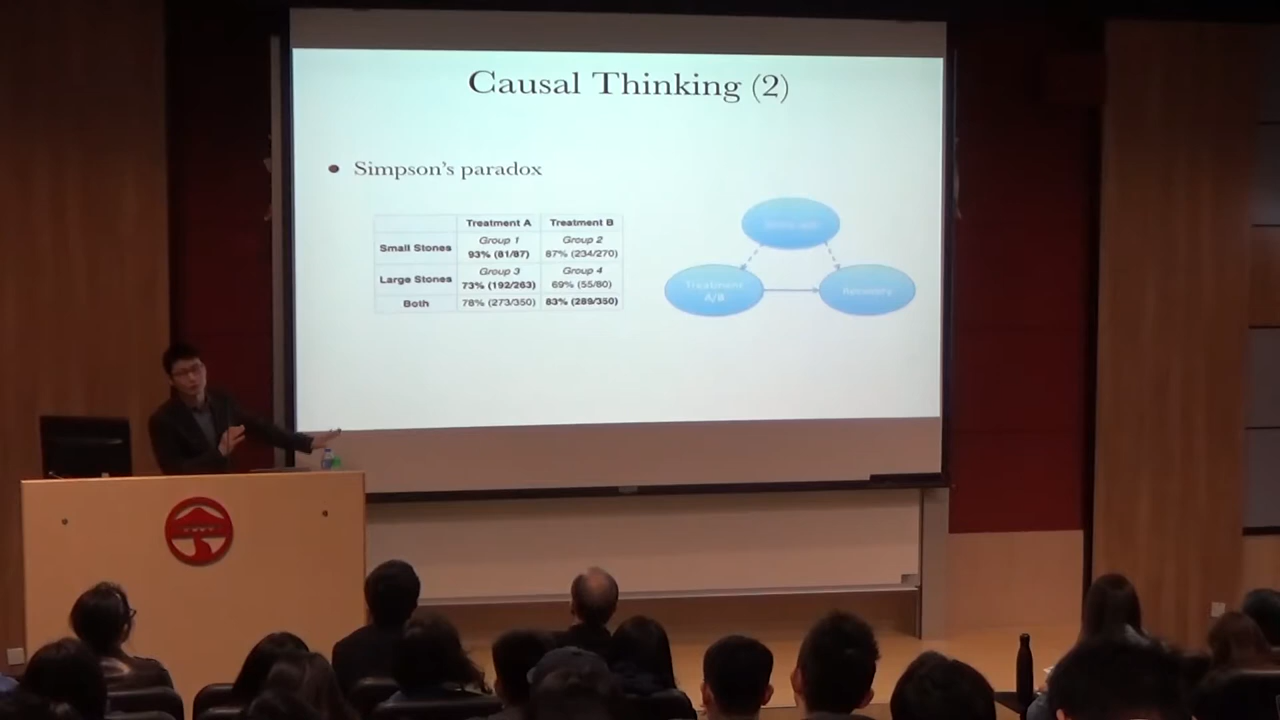 Causal Thinking (2)
• Simpson's paradox
Treatment A Treatment B
Small Stones
Group 1 Group 2
93% (81/87) 87% (234/270)
Large Stones
Group 3 Group 4
73% (192/263) 69% (55/80)
Both 78% (273/350) 83% (289/350)
Treatment
A/B
Recovery